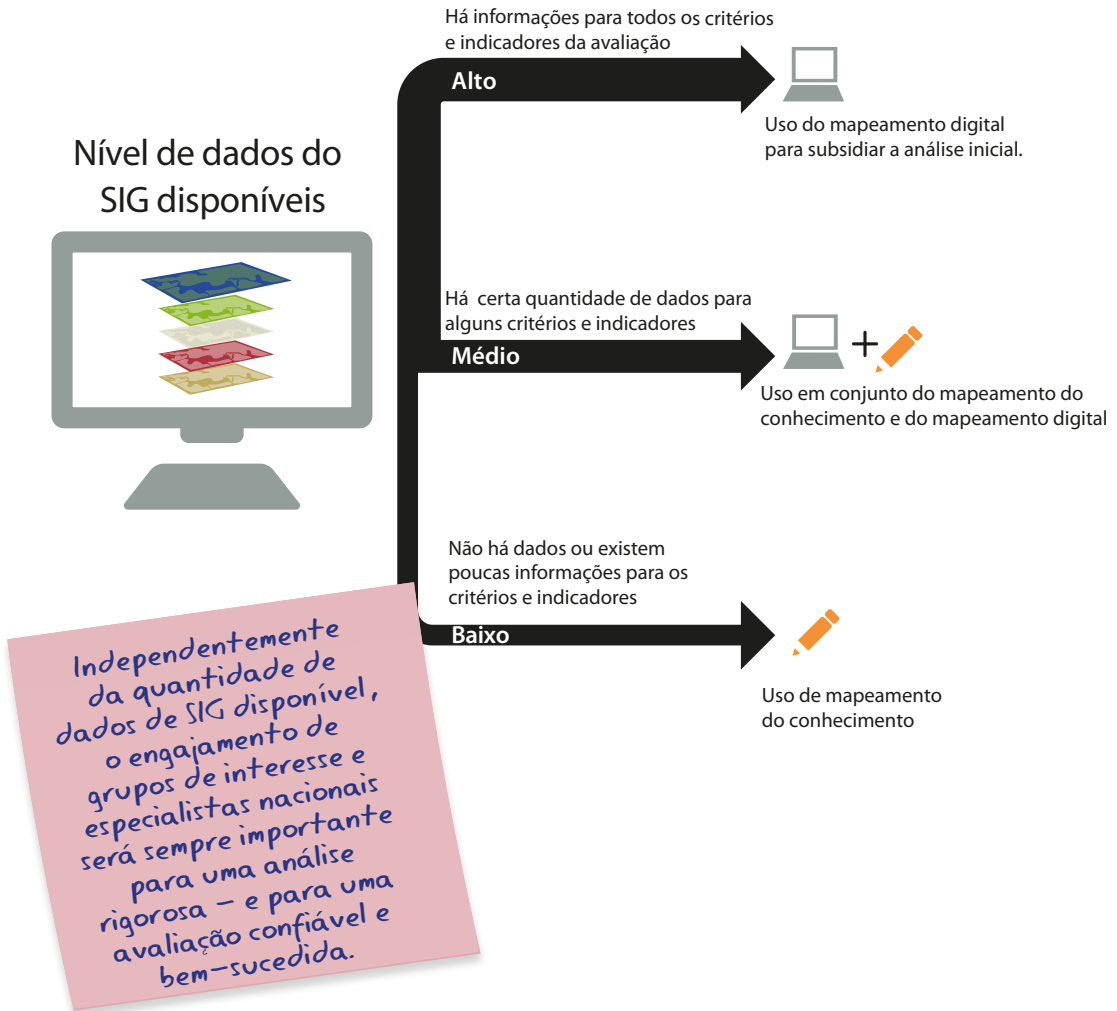 Nível de dados do
SIG disponíveis
Há informações para todos os critérios
e indicadores da avaliação
Alto
Uso do mapeamento digital
para subsidiar a análise inicial.
Há certa quantidade de dados para
alguns critérios e indicadores
Médio
Uso em conjunto do mapeamento do
conhecimento e do mapeamento digital
Não há dados ou existem
poucas informações para os
critérios e indicadores
Baixo
Uso de mapeamento
do conhecimento
Independentemente
da quantidade de
dados de SIG disponível,
o engajamento de
grupos de interesse e
especialistas nacionais
será sempre importante
para uma análise
rigorosa – e para uma
avaliação confiável e
bem-sucedida.